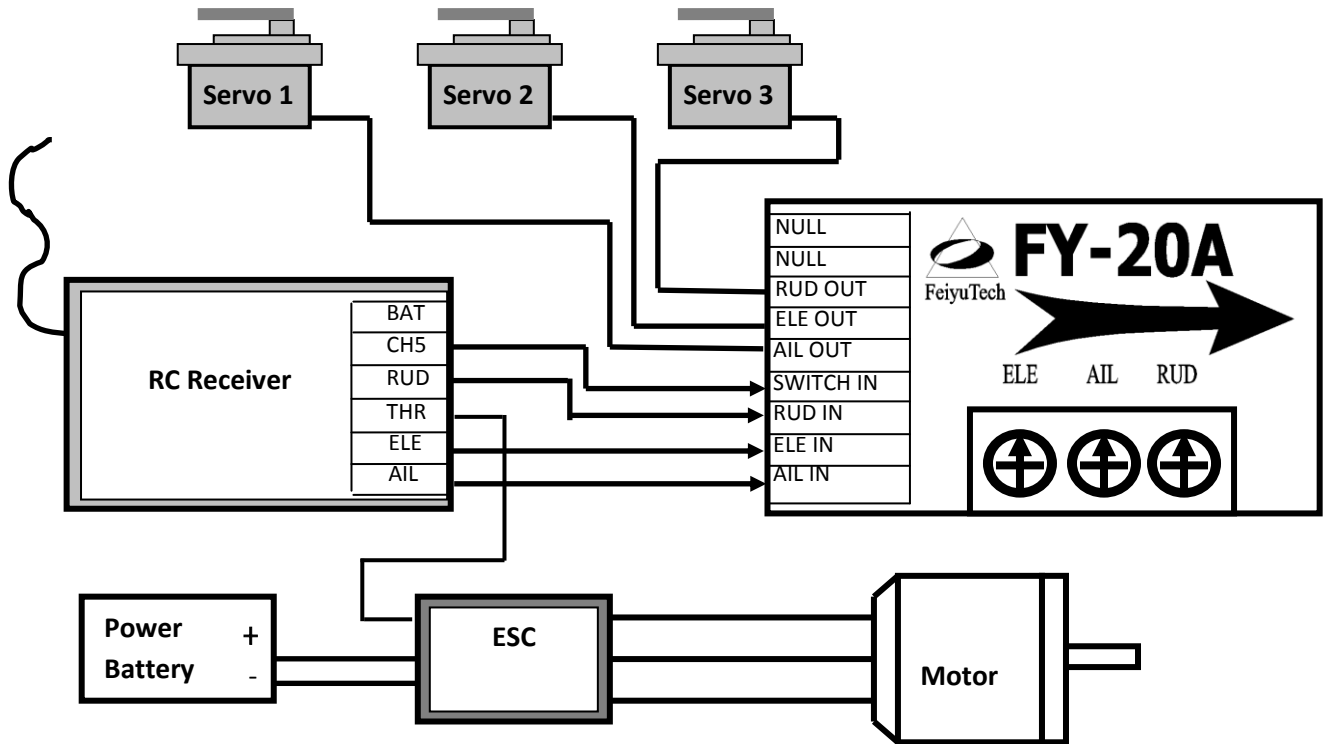 Servo 1
Servo 2
Servo 3
NULL
NULL
RUD OUT
ELE OUT
AIL OUT
SWITCH IN
RUD IN
ELE IN
AIL IN
FeiyuTech
FY-20A
ELE AIL RUD
RC Receiver
BAT
CH5
RUD
THR
ELE
AIL
Power
Battery
+
-
ESC
Motor